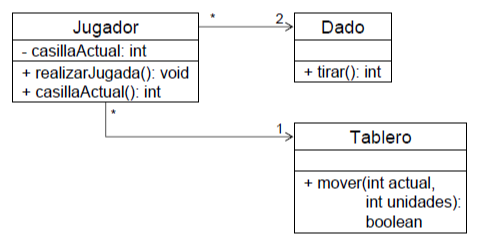 Jugador
- casillaActual: int
+ realizarJugada(): void
+ casillaActual(): int
*
2
Dado
+ tirar(): int
*
1
Tablero
+ mover(int actual,
int unidades):
boolean